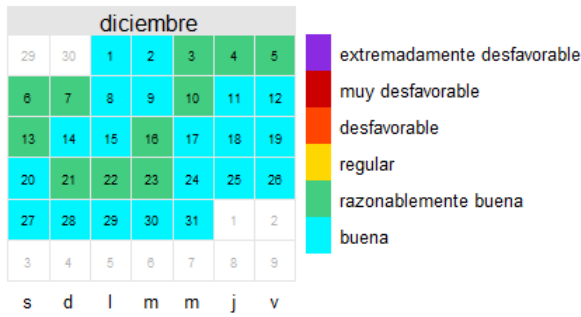 diciembre
29 30 1 2 3 4 5
6 7 8 9 10 11 12
13 14 15 16 17 18 19
20 21 22 23 24 25 26
27 28 29 30 31 1 2
3 4 5 6 7 8 9
s d l m m j v
extremadamente desfavorable
muy desfavorable
desfavorable
regular
razonablemente buena
buena